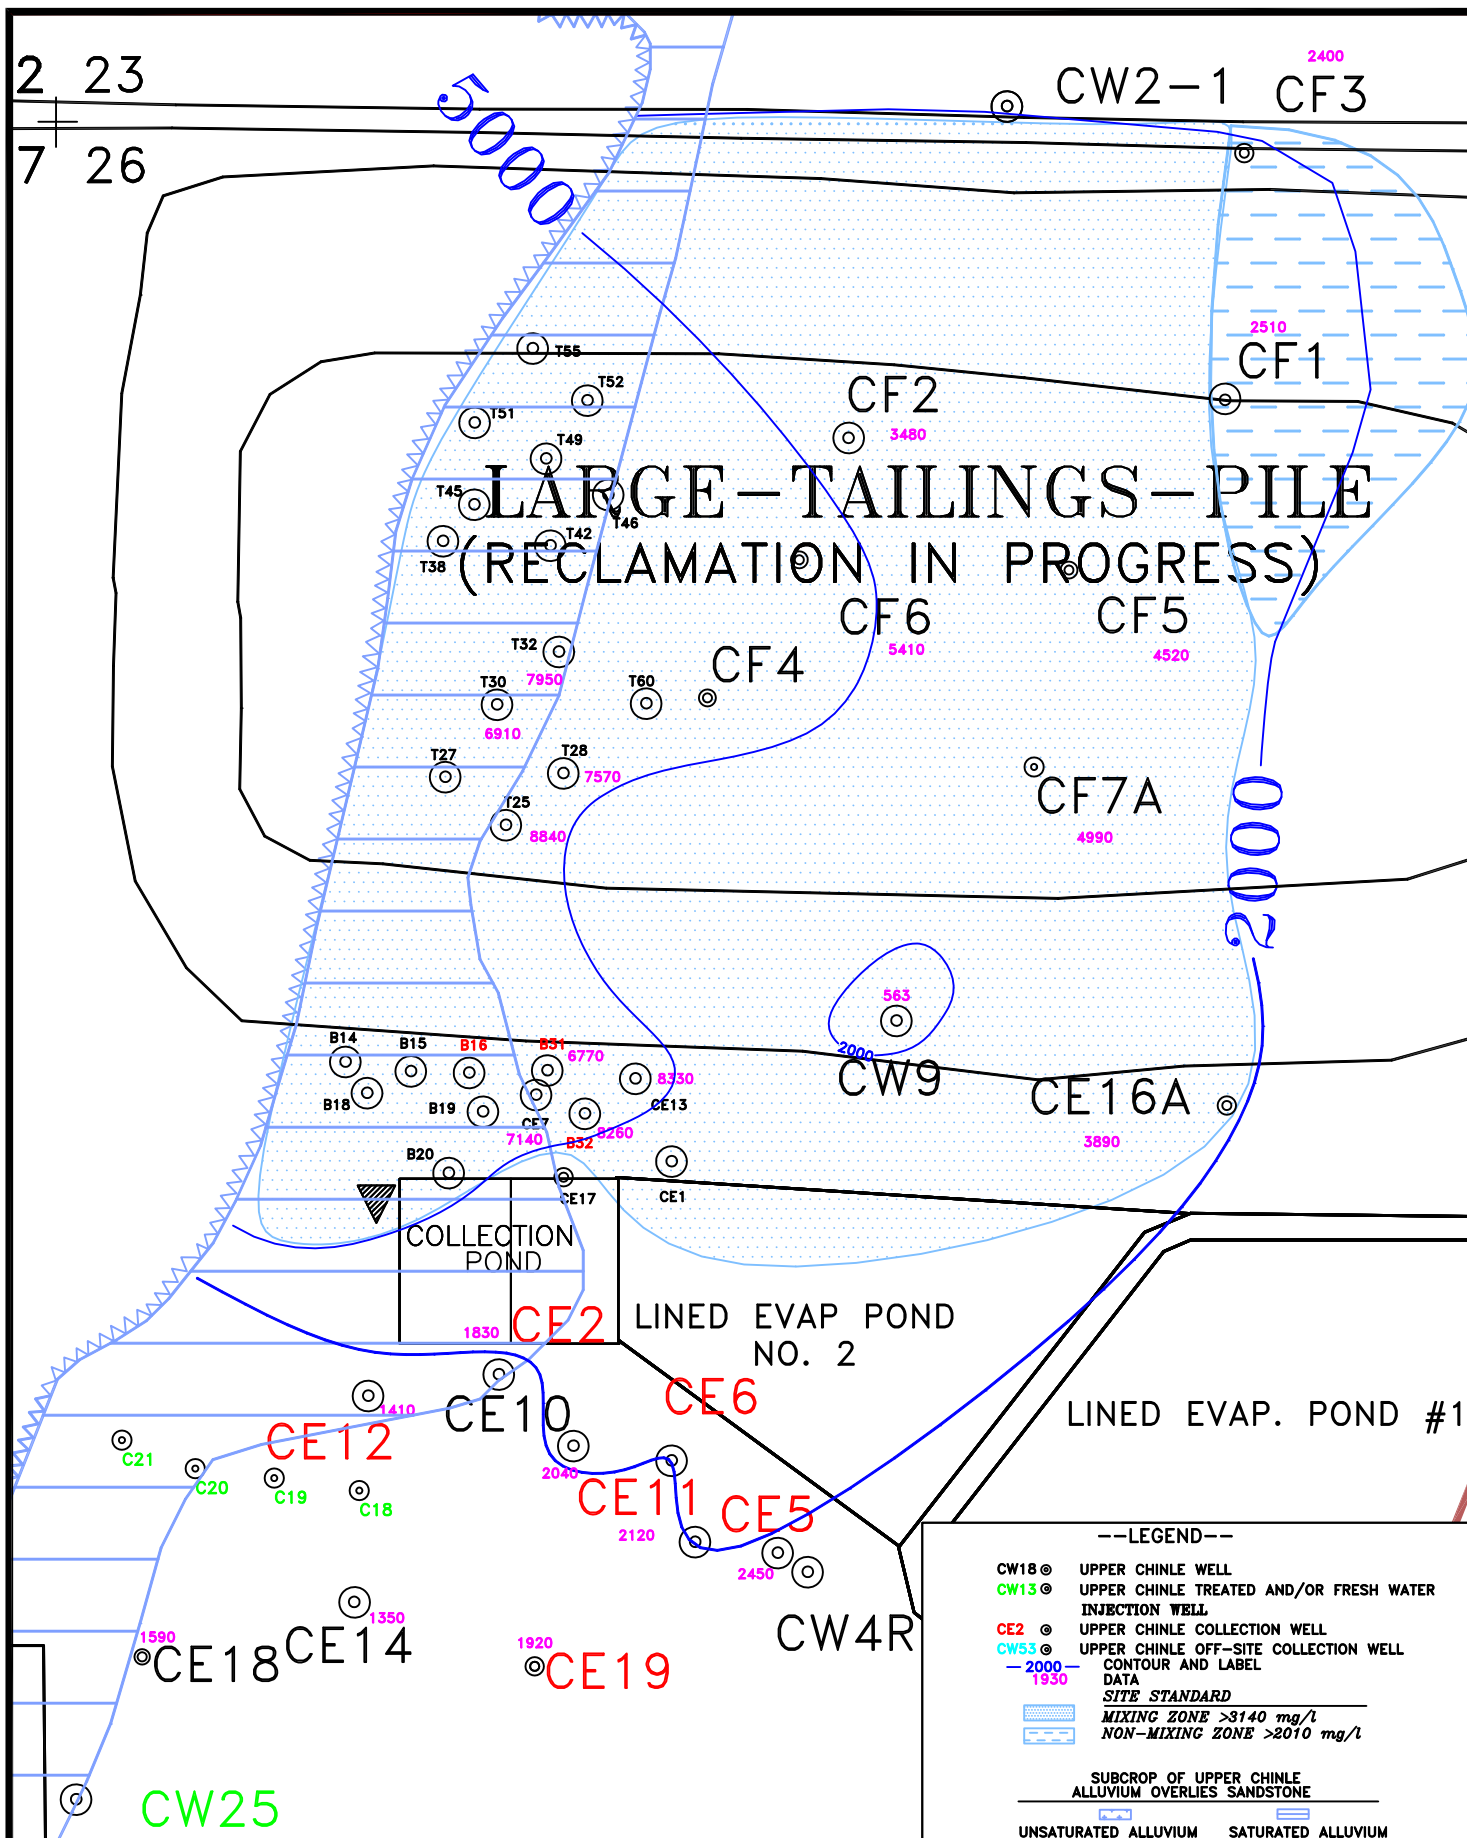 2400
2 23
CW2-1 CF3
7 26
5000
2510
CF1
T55
T52
CF2
T51
3480
T49
LARGE-TAILINGS-PILE
T45
T46
T42
T38
(RECLAMATION IN PROGRESS)
CF6
CF5
5410
4520
T32
CF4
7950
T30
T60
6910
T27
T28
7570
CF7A
T25
8840
4990
2000
563
B14
B15
B16
B31
6770
2000
CW9
8330
CE13
B18
B19
CE7
CE16A
7140
8260
B32
3890
B20
CE17
CE1
COLLECTION
POND
1830
CE2
LINED EVAP POND
NO. 2
CE6
1410
CE10
LINED EVAP. POND #1
CE12
C21
2040
C20
C19
C18
CE11
CE5
2120
2450
1350
CW4R
1590
CE18
CE14
1920
CE19
CW25
--LEGEND--
CW18 UPPER CHINLE WELL
CW13 UPPER CHINLE TREATED AND/OR FRESH WATER
INJECTION WELL
CE2 UPPER CHINLE COLLECTION WELL
CW53 UPPER CHINLE OFF-SITE COLLECTION WELL
—2000— CONTOUR AND LABEL
1930 DATA
SITE STANDARD
MIXING ZONE >3140 mg/l
NON-MIXING ZONE >2010 mg/l
SUBCROP OF UPPER CHINLE
ALLUVIUM OVERLIES SANDSTONE
UNSATURATED ALLUVIUM SATURATED ALLUVIUM